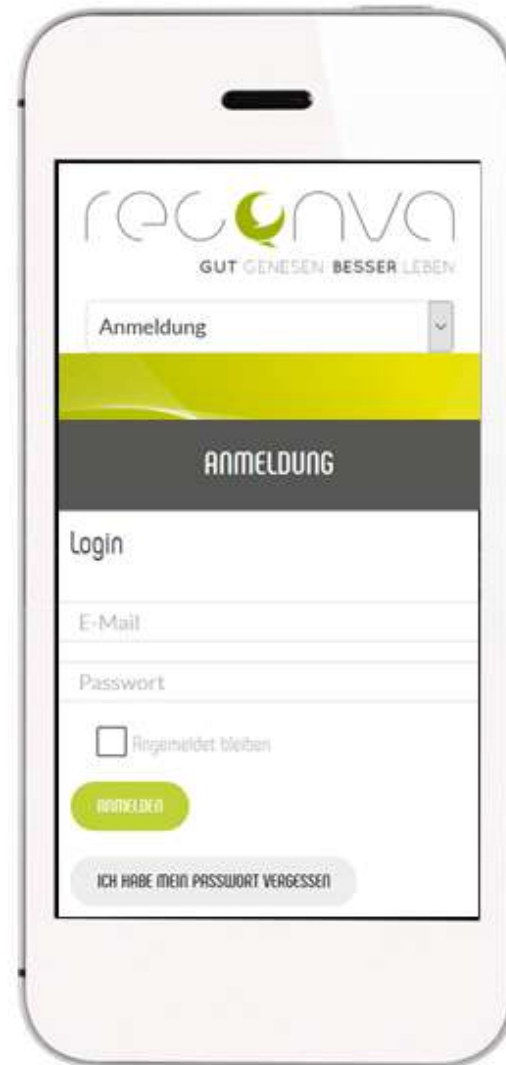 reconva
GUT GENESEN BESSER LEBEN
Anmeldung
ANMELDUNG
Login
E-Mail
Passwort
Angemeldet bleiben
ANMELDEN
ICH HABE MEIN PASSWORT VERGESSEN